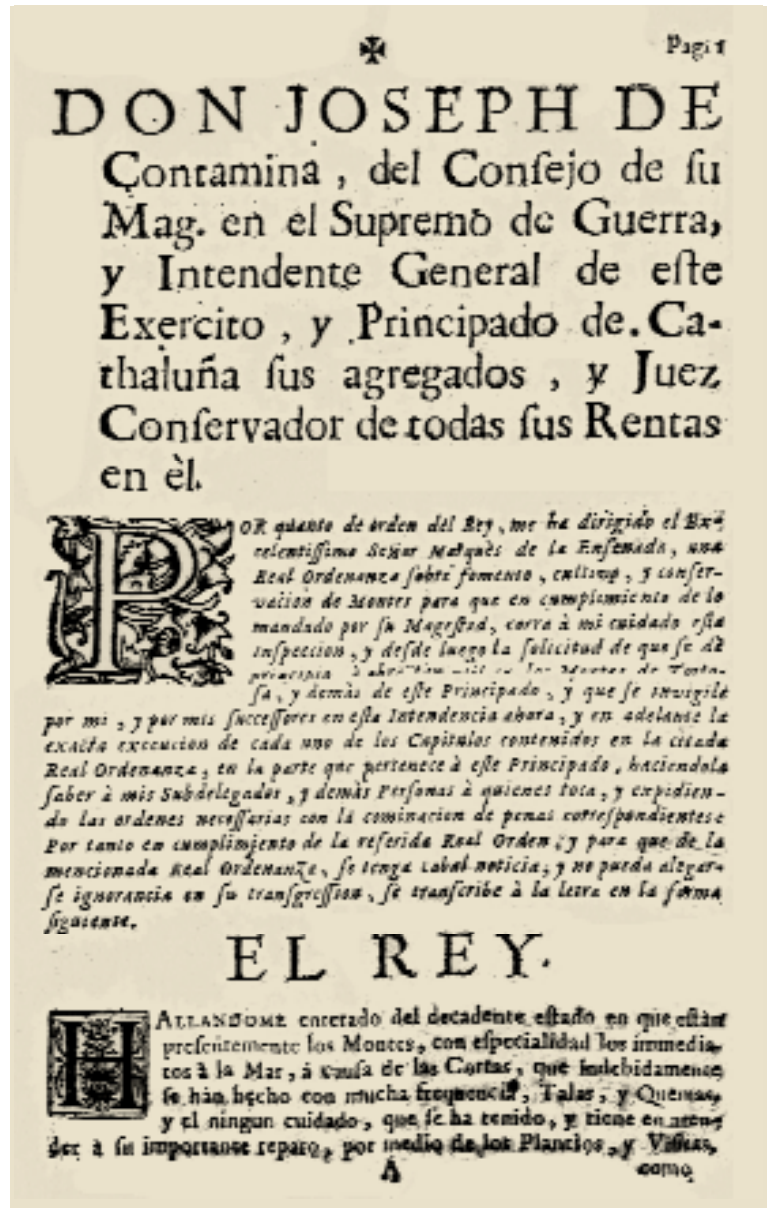 ✠ Pag. 1
DON JOSEPH DE
Contamina , del Conſejo de ſu
Mag. en el Supremo de Guerra,
y Intendente General de eſte
Exercito , y Principado de. Ca-
thaluña ſus agregados , y Juez
Conſervador de todas ſus Rentas
en èl.
POR quanto de orden del Rey, me ha dirigido el Ex-
celentiſſimo Señor Marquès de la Enſenada, una
Real Ordenanza ſobre fomento, cultivo, y conſer-
vacion de Montes para que en cumplimiento de lo
mandado por ſu Mageſtad, corra à mi cuidado eſta
inſpeccion, y deſde luego la ſolicitud de que ſe dè
principio à en los Montes de Torto-
ſa, y demàs de eſte Principado, y que ſe invigile
por mi, y por mis ſucceſſores en eſta Intendencia ahora, y en adelante la
exacta execucion de cada uno de los Capitulos contenidos en la citada
Real Ordenanza, en la parte que pertenece à eſte Principado, haciendola
ſaber à mis Subdelegados, y demàs Perſonas à quienes toca, y expidien-
do las ordenes neceſſarias con la cominacion de penas correſpondientes:
Por tanto en cumplimiento de la referida Real Orden, y para que de la
mencionada Real Ordenanza, ſe tenga cabal noticia, y no pueda alegar-
ſe ignorancia en ſu tranſgreſſion, ſe tranſcribe à la letra en la forma
ſiguiente.
EL REY.
HALLANDOME enterado del decadente eſtado en que eſtàn
preſentemente los Montes, con eſpecialidad los immedia-
tos à la Mar, à cauſa de las Cortas, que indebidamente
ſe han hecho con mucha frequencia, Talas, y Quemas,
y el ningun cuidado, que ſe ha tenido, y tiene en aten-
der à ſu importante reparo, por medio de los Plantios, y Viſitas,
A como